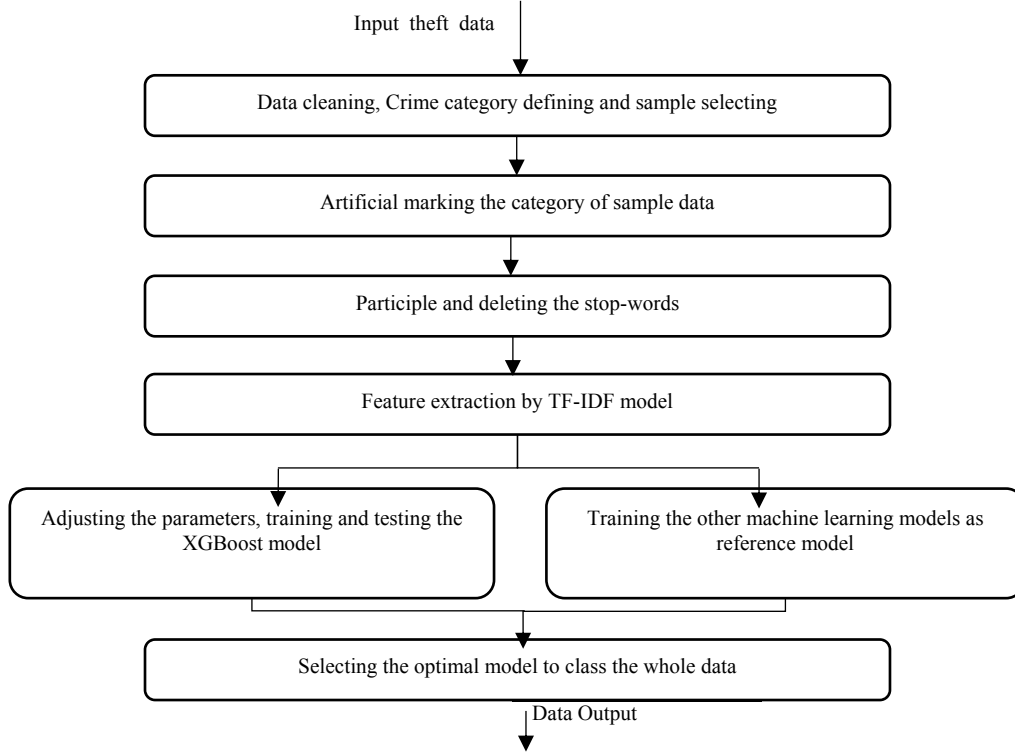 Input theft data
Data cleaning, Crime category defining and sample selecting
Artificial marking the category of sample data
Participle and deleting the stop-words
Feature extraction by TF-IDF model
Adjusting the parameters, training and testing the
XGBoost model
Training the other machine learning models as
reference model
Selecting the optimal model to class the whole data
Data Output